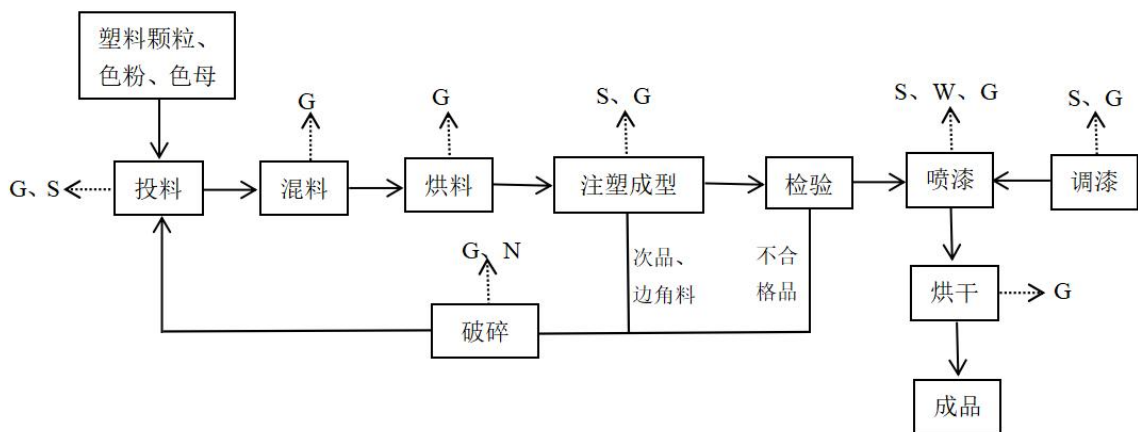 塑料颗粒、
色粉、色母
G
G
S、G
S、W、G
S、G
G、S
投料
混料
烘料
注塑成型
检验
喷漆
调漆
G、N
次品、
边角料
不合
格品
破碎
烘干
G
成品